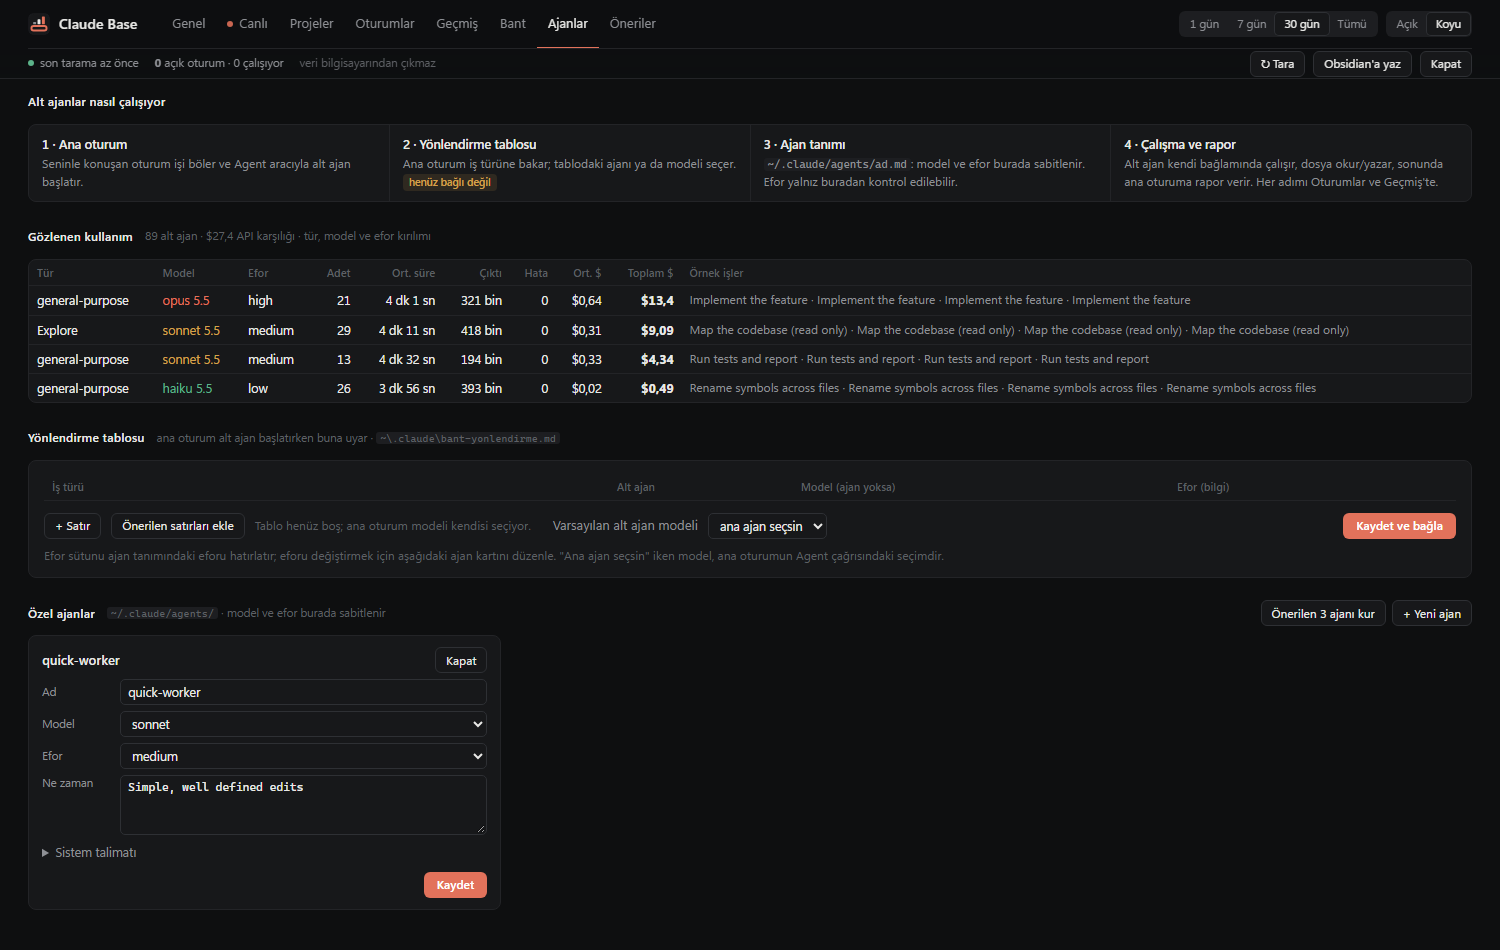 Claude Base
Genel
Canlı
Projeler
Oturumlar
Geçmiş
Bant
Ajanlar
Öneriler
1 gün
7 gün
30 gün
Tümü
Açık
Koyu
son tarama az önce
0 açık oturum · 0 çalışıyor
veri bilgisayarından çıkmaz
↻ Tara
Obsidian'a yaz
Kapat
Alt ajanlar nasıl çalışıyor
1 · Ana oturum
Seninle konuşan oturum işi böler ve Agent aracıyla alt ajan
başlatır.
2 · Yönlendirme tablosu
Ana oturum iş türüne bakar; tablodaki ajanı ya da modeli seçer.
henüz bağlı değil
3 · Ajan tanımı
~/.claude/agents/ad.md : model ve efor burada sabitlenir.
Efor yalnız buradan kontrol edilebilir.
4 · Çalışma ve rapor
Alt ajan kendi bağlamında çalışır, dosya okur/yazar, sonunda
ana oturuma rapor verir. Her adımı Oturumlar ve Geçmiş'te.
Gözlenen kullanım 89 alt ajan · $27,4 API karşılığı · tür, model ve efor kırılımı
Tür Model Efor Adet Ort. süre Çıktı Hata Ort. $ Toplam $ Örnek işler
general-purpose opus 5.5 high 21 4 dk 1 sn 321 bin 0 $0,64 $13,4 Implement the feature · Implement the feature · Implement the feature · Implement the feature
Explore sonnet 5.5 medium 29 4 dk 11 sn 418 bin 0 $0,31 $9,09 Map the codebase (read only) · Map the codebase (read only) · Map the codebase (read only) · Map the codebase (read only)
general-purpose sonnet 5.5 medium 13 4 dk 32 sn 194 bin 0 $0,33 $4,34 Run tests and report · Run tests and report · Run tests and report · Run tests and report
general-purpose haiku 5.5 low 26 3 dk 56 sn 393 bin 0 $0,02 $0,49 Rename symbols across files · Rename symbols across files · Rename symbols across files · Rename symbols across files
Yönlendirme tablosu ana oturum alt ajan başlatırken buna uyar · ~\.claude\bant-yonlendirme.md
İş türü Alt ajan Model (ajan yoksa) Efor (bilgi)
+ Satır
Önerilen satırları ekle
Tablo henüz boş; ana oturum modeli kendisi seçiyor.
Varsayılan alt ajan modeli
ana ajan seçsin
Kaydet ve bağla
Efor sütunu ajan tanımındaki eforu hatırlatır; eforu değiştirmek için aşağıdaki ajan kartını düzenle. "Ana ajan seçsin" iken model, ana oturumun Agent çağrısındaki seçimdir.
Özel ajanlar ~/.claude/agents/ · model ve efor burada sabitlenir
Önerilen 3 ajanı kur
+ Yeni ajan
quick-worker
Kapat
Ad quick-worker
Model sonnet
Efor medium
Ne zaman Simple, well defined edits
Sistem talimatı
Kaydet